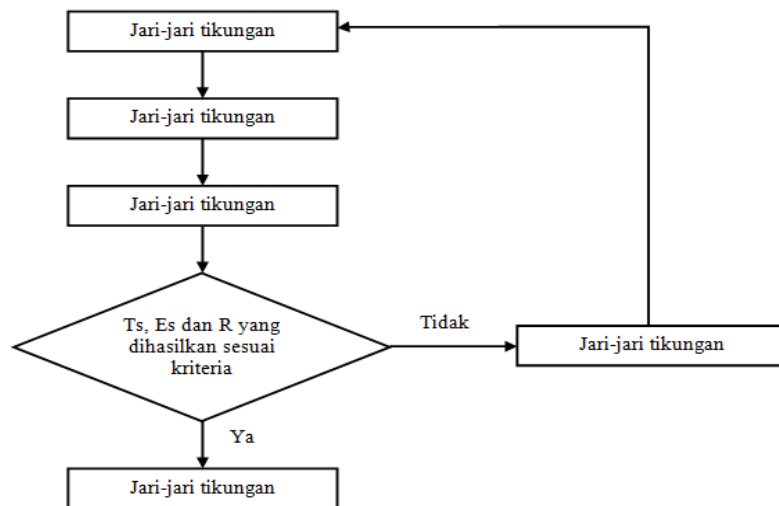 Jari-jari tikungan
Jari-jari tikungan
Jari-jari tikungan
Ts, Es dan R yang
dihasilkan sesuai
kriteria
Tidak
Jari-jari tikungan
Ya
Jari-jari tikungan